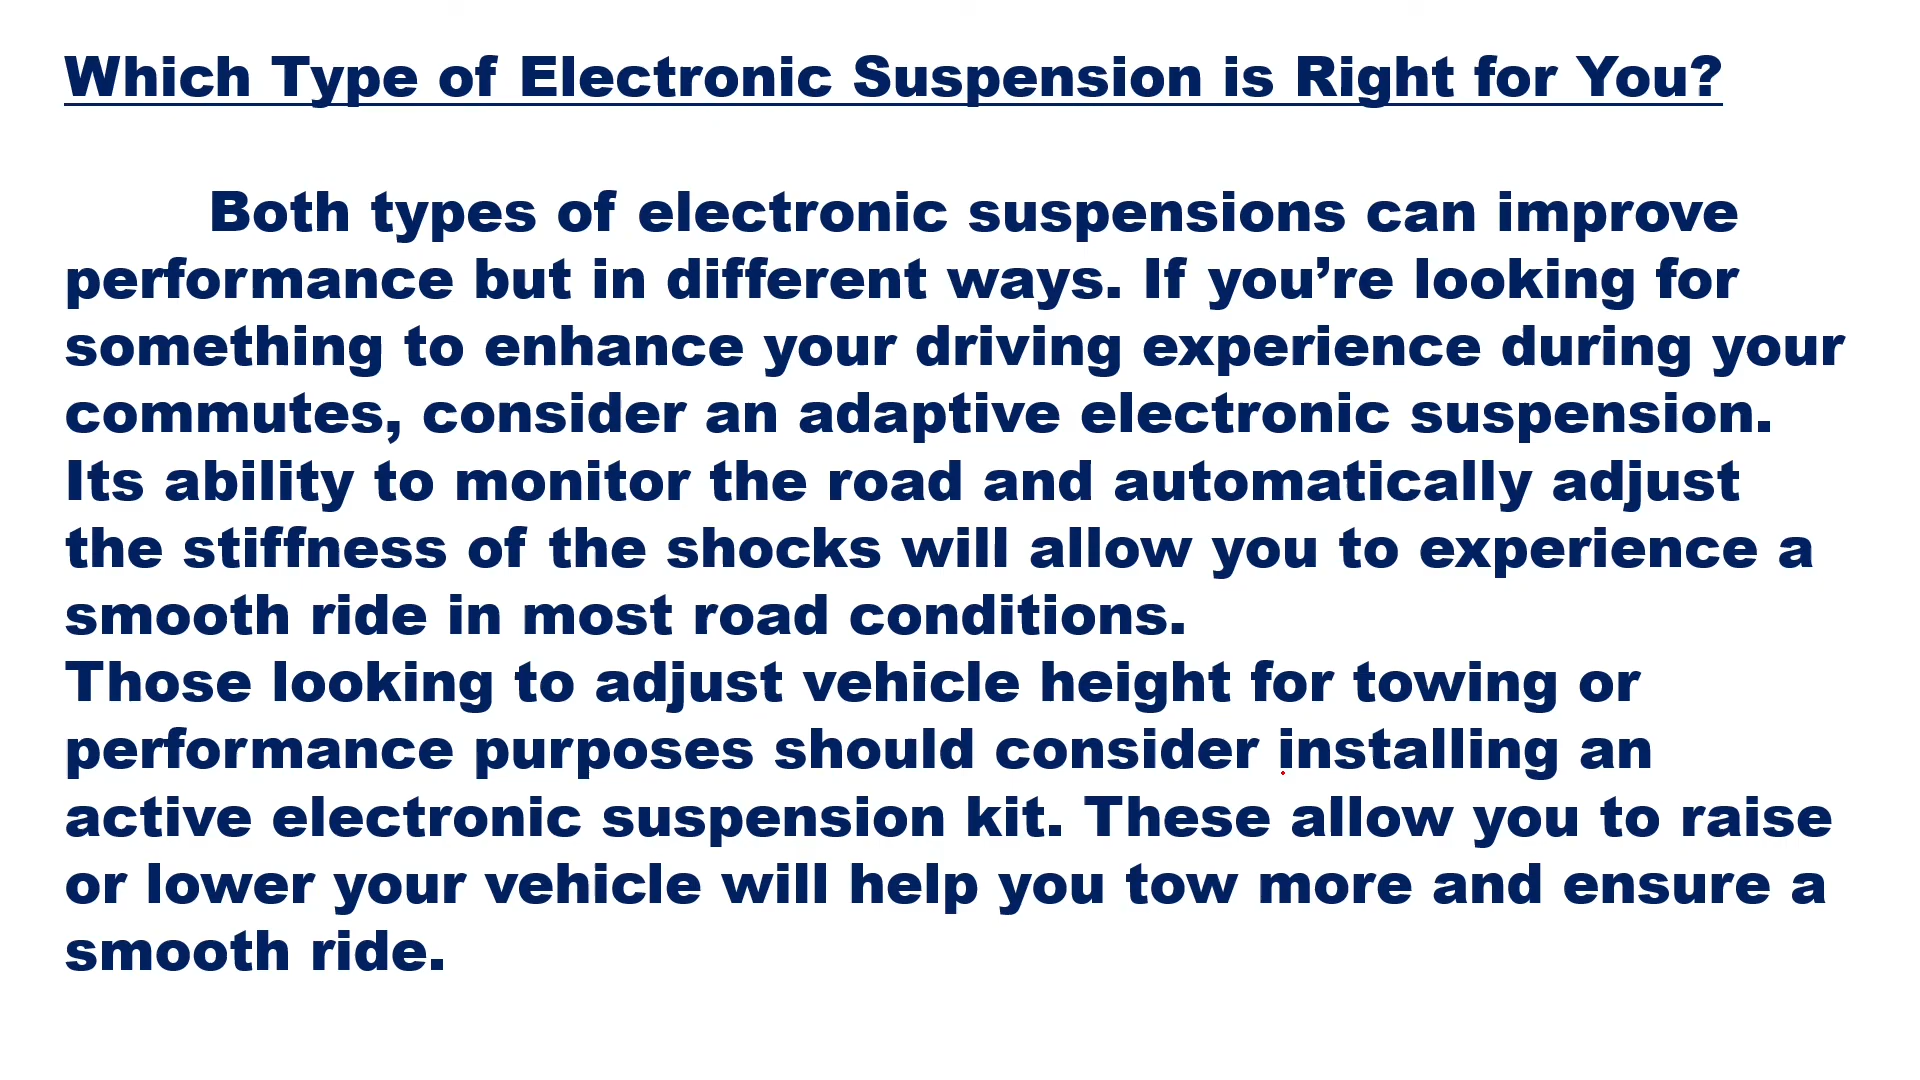 Which Type of Electronic Suspension is Right for You?
Both types of electronic suspensions can improve
performance but in different ways. If you’re looking for
something to enhance your driving experience during your
commutes, consider an adaptive electronic suspension.
Its ability to monitor the road and automatically adjust
the stiffness of the shocks will allow you to experience a
smooth ride in most road conditions.
Those looking to adjust vehicle height for towing or
performance purposes should consider installing an
active electronic suspension kit. These allow you to raise
or lower your vehicle will help you tow more and ensure a
smooth ride.